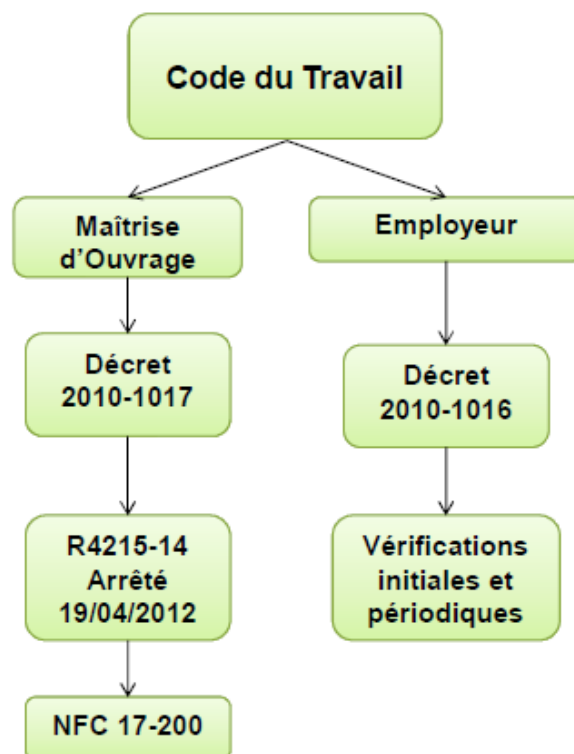 Code du Travail
Maîtrise
d'Ouvrage
Décret
2010-1017
R4215-14
Arrêté
19/04/2012
NFC 17-200
Employeur
Décret
2010-1016
Vérifications
initiales et
périodiques